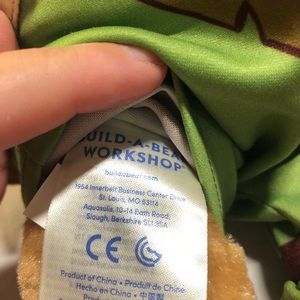 BUILD-A-BEAR
WORKSHOP
buildabear.com
1954 Innerbelt Business Center Drive
St. Louis, MO 63114
Aquasulis, 10-14 Bath Road,
Slough, Berkshire SL1 3SA
CE
Product of China • Produit de Chine
Hecho en China • 中国製